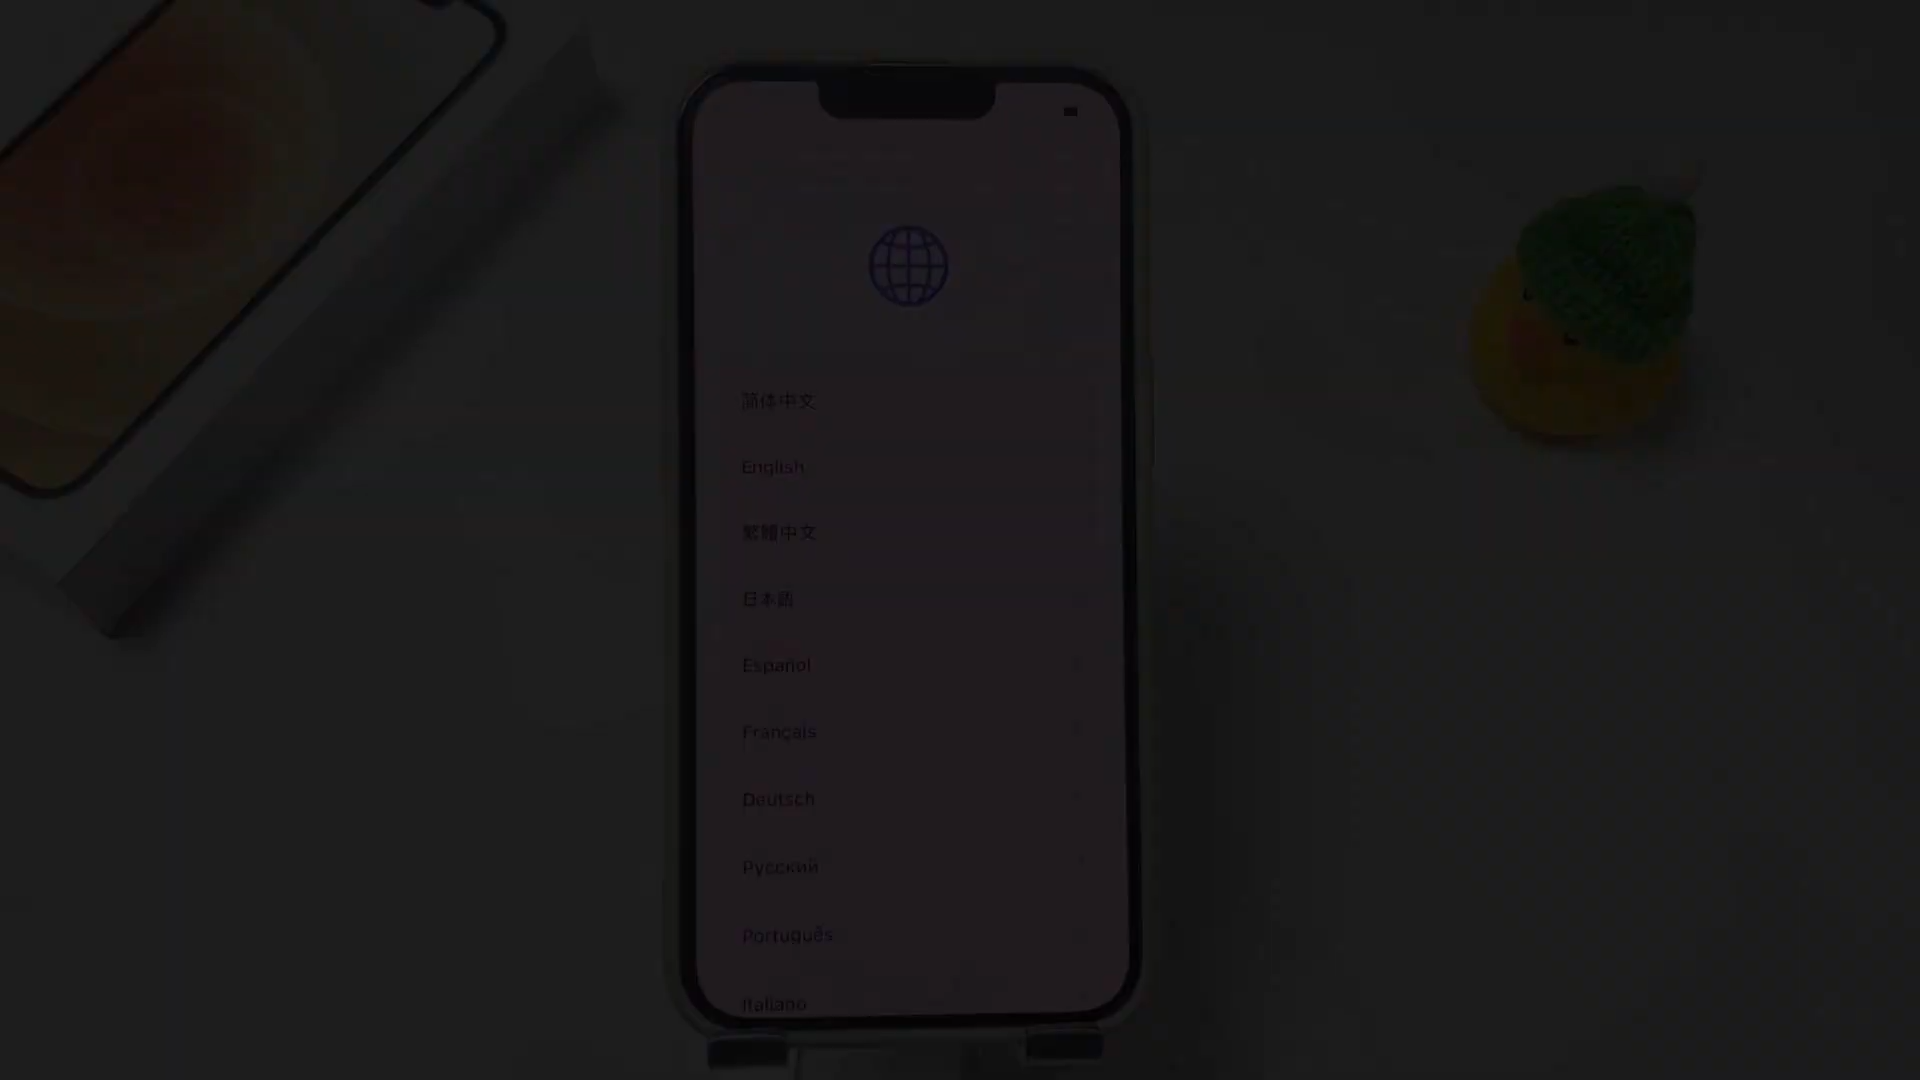 简体中文
English
繁體中文
日本語
Español
Français
Deutsch
Русский
Português
Italiano